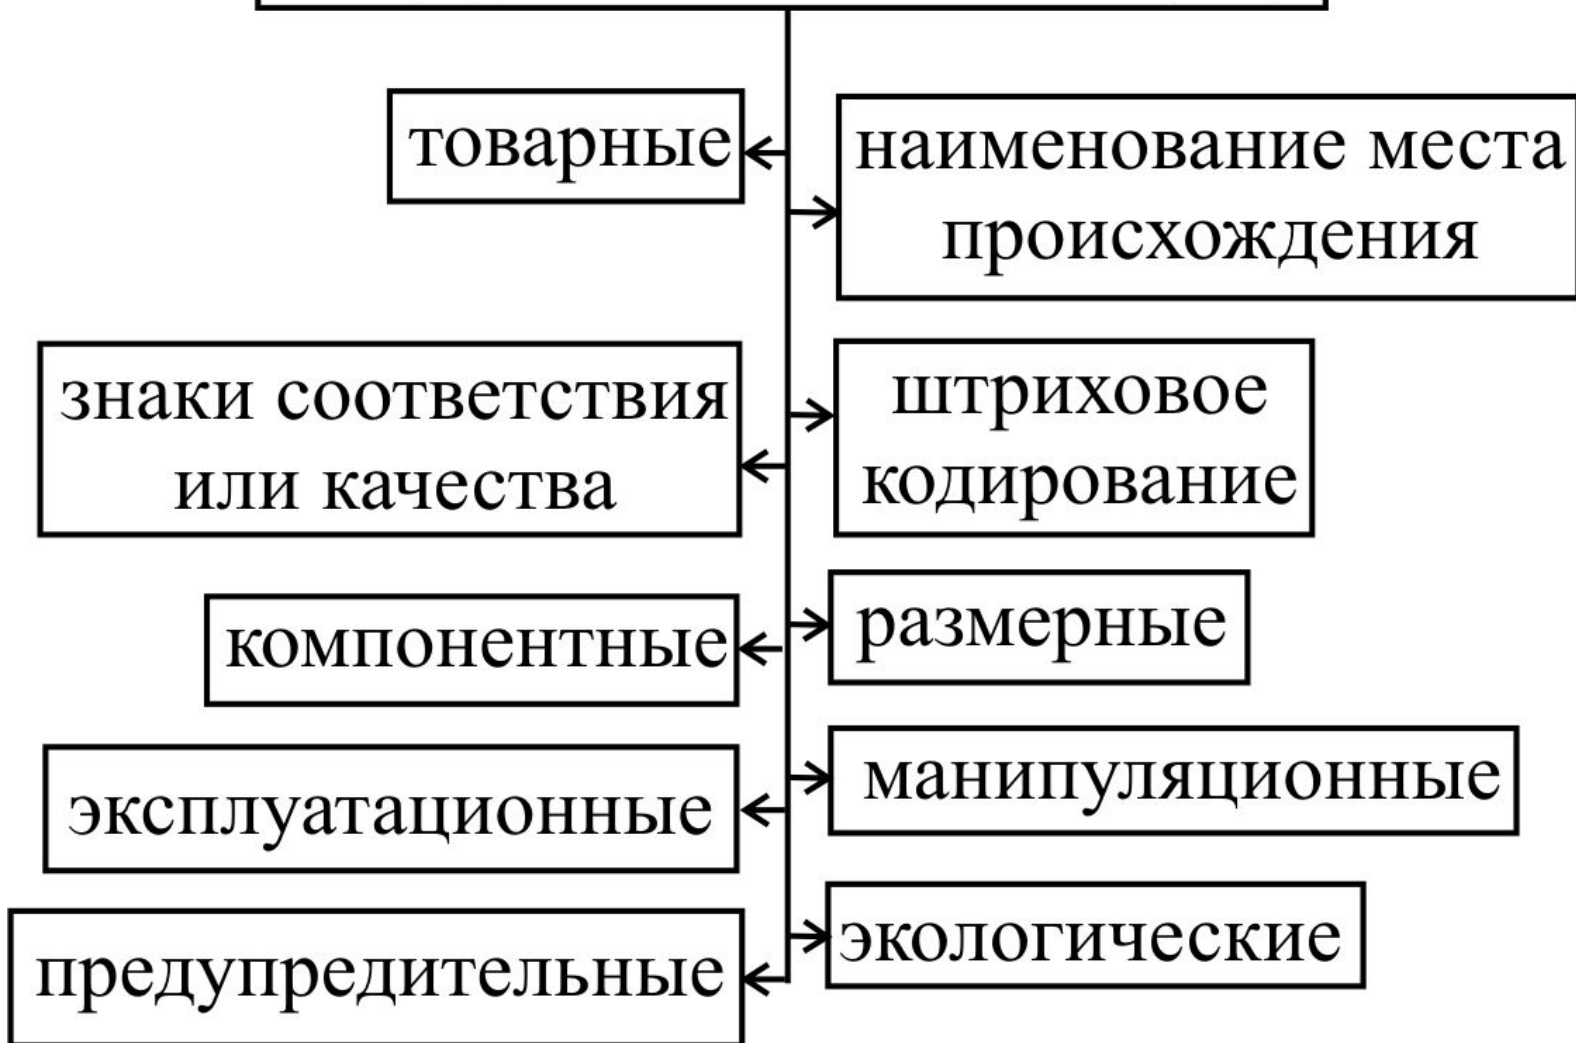 товарные
наименование места
происхождения
знаки соответствия
или качества
штриховое
кодирование
компонентные
размерные
эксплуатационные
манипуляционные
предупредительные
экологические